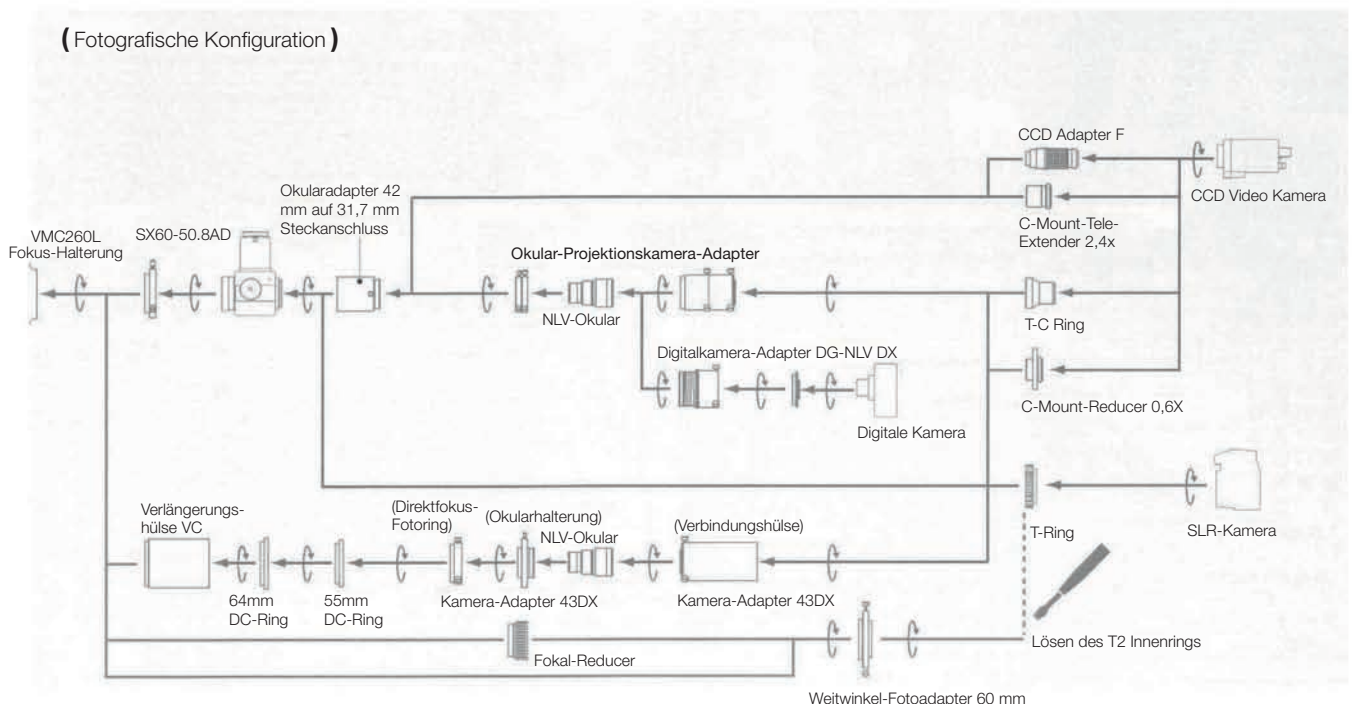 ( Fotografische Konfiguration )
CCD Adapter F
CCD Video Kamera
Okularadapter 42
mm auf 31,7 mm
Steckanschluss
C-Mount-Tele-
Extender 2,4x
VMC260L
Fokus-Halterung
SX60-50.8AD
Okular-Projektionskamera-Adapter
NLV-Okular
T-C Ring
Digitalkamera-Adapter DG-NLV DX
C-Mount-Reducer 0,6X
Digitale Kamera
Verlängerungs-
hülse VC
(Direktfokus-
Fotoring)
(Okularhalterung)
NLV-Okular
(Verbindungshülse)
T-Ring
SLR-Kamera
64mm
DC-Ring
55mm
DC-Ring
Kamera-Adapter 43DX
Kamera-Adapter 43DX
Lösen des T2 Innenrings
Fokal-Reducer
Weitwinkel-Fotoadapter 60 mm